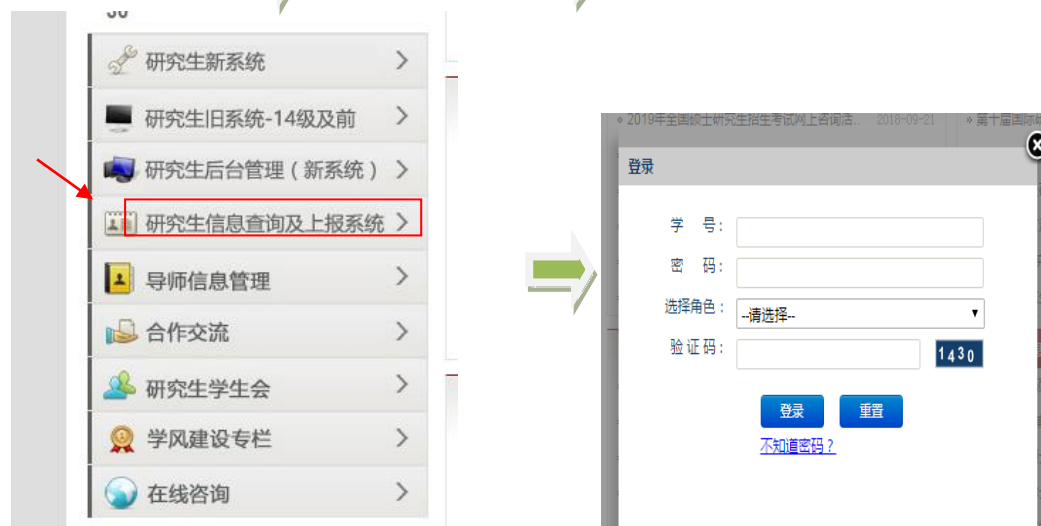 研究生新系统
研究生旧系统-14级及前
研究生后台管理（新系统）
研究生信息查询及上报系统
导师信息管理
合作交流
研究生学生会
学风建设专栏
在线咨询
2019年全国硕士研究生招生考试网上咨询活.. 2018-09-21
第十届国际
登录
学 号:
密 码:
选择角色:
--请选择--
验证码:
1430
登录 重置
不知道密码?